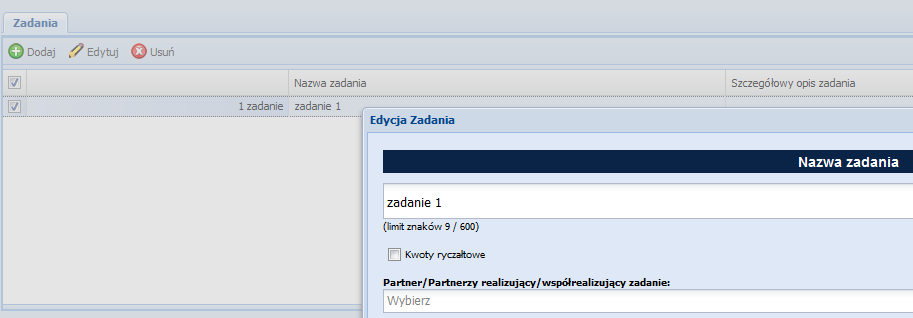 Zadania
Dodaj Edytuj Usuń
Nazwa zadania Szczegółowy opis zadania
1 zadanie zadanie 1
Edycja Zadania
Nazwa zadania
zadanie 1
(limit znaków 9 / 600)
Kwoty ryczałtowe
Partner/Partnerzy realizujący/współrealizujący zadanie:
Wybierz